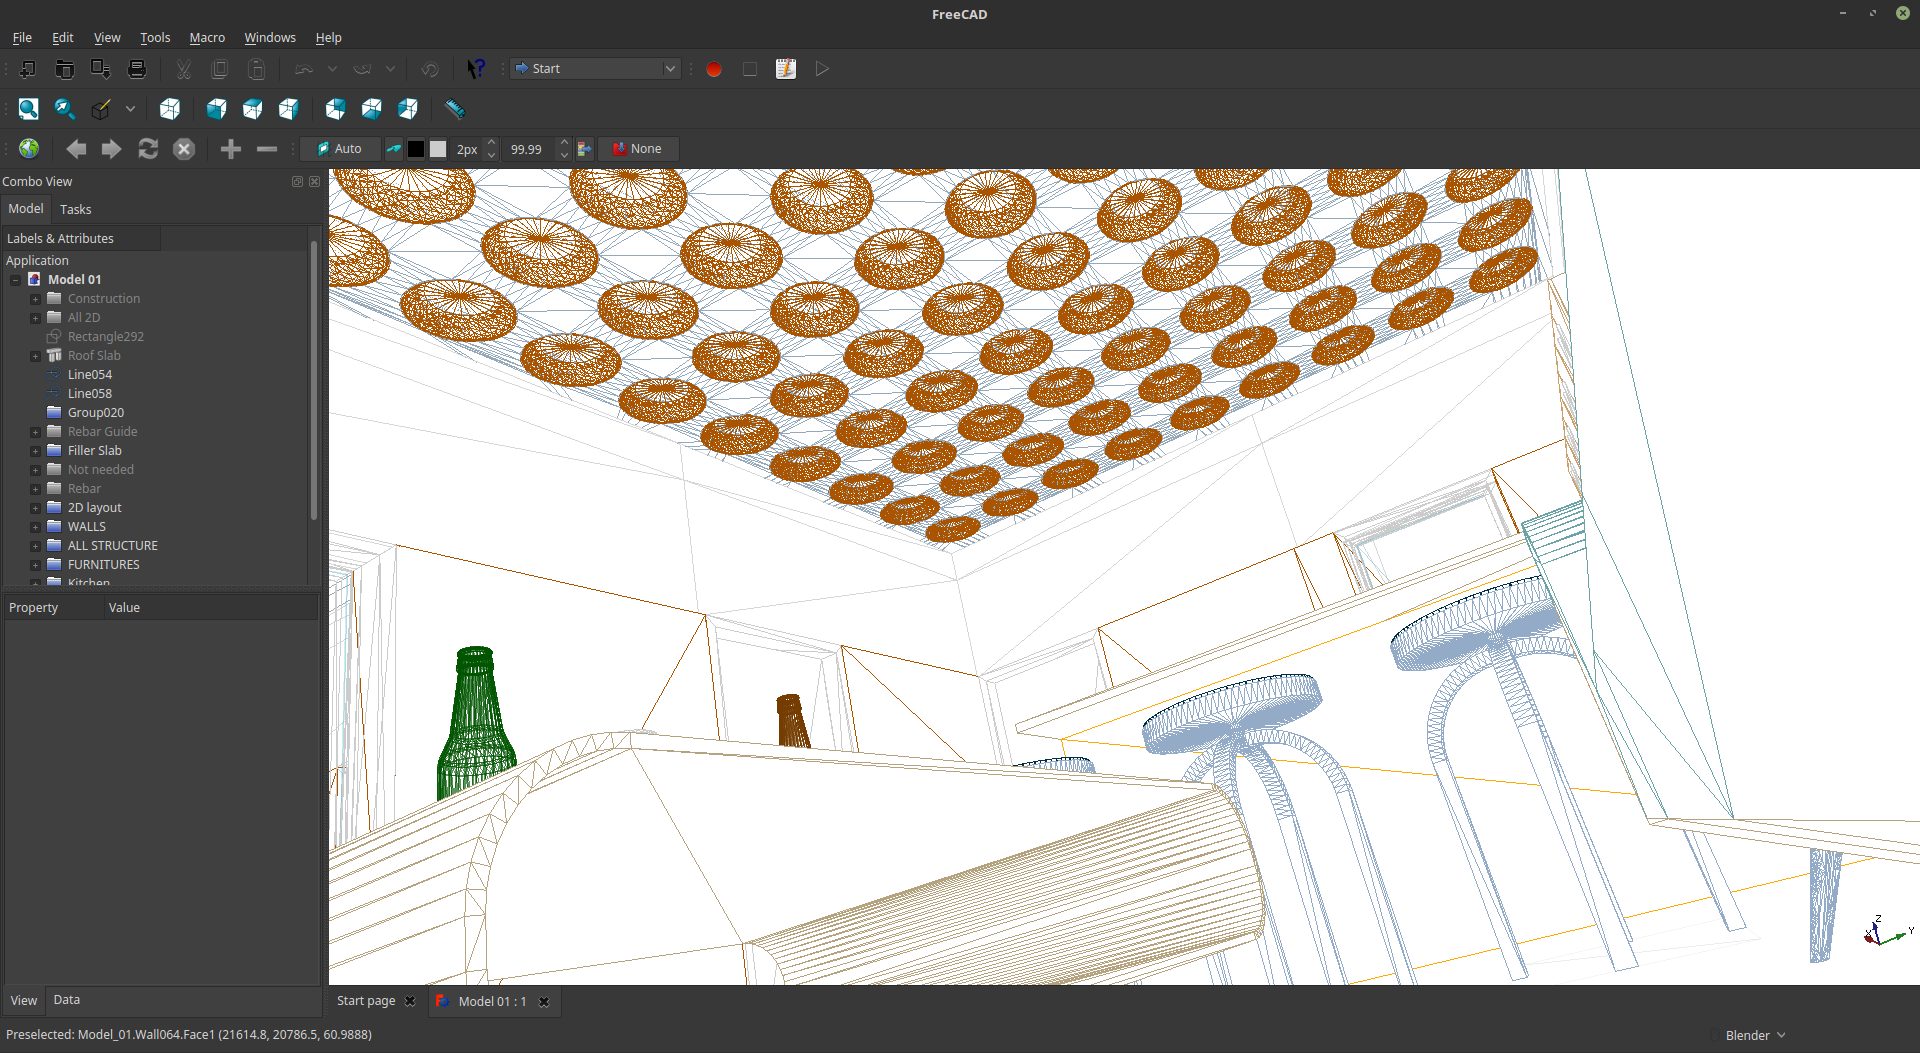 FreeCAD
File Edit View Tools Macro Windows Help
Start
Auto 2px 99.99 None
Combo View
Model Tasks
Labels & Attributes
Application
Model 01
Construction
All 2D
Rectangle292
Roof Slab
Line054
Line058
Group020
Rebar Guide
Filler Slab
Not needed
Rebar
2D layout
WALLS
ALL STRUCTURE
FURNITURES
Kitchen
Property Value
Z
Y
X
View Data
Start page Model 01 : 1
Preselected: Model_01.Wall064.Face1 (21614.8, 20786.5, 60.9888)
Blender